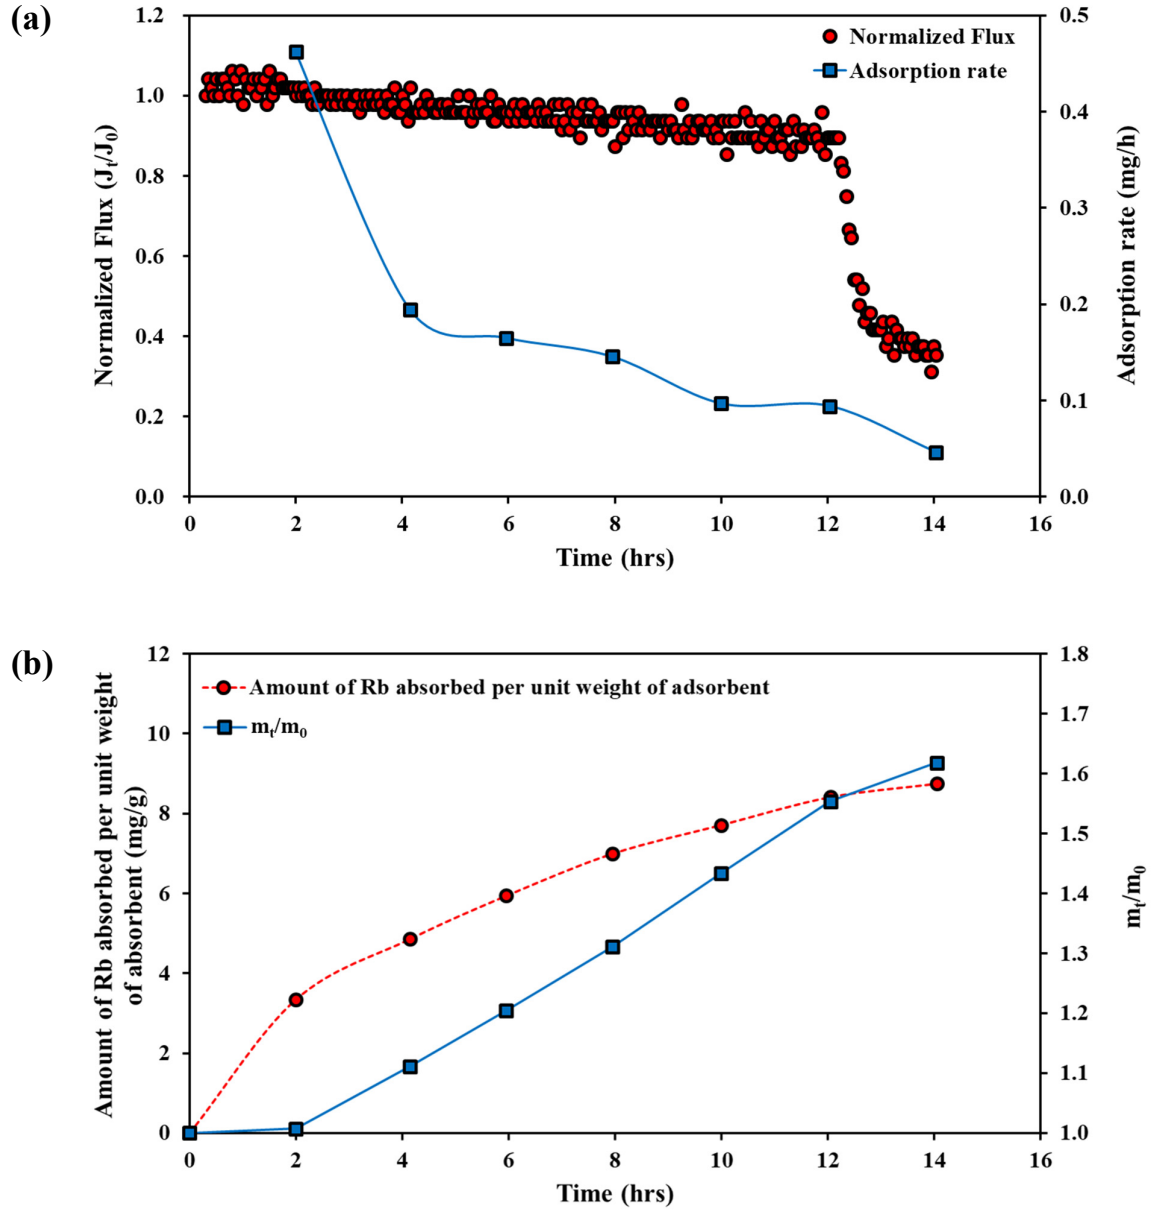 (a)
Normalized Flux (Jt/J0)
1.2
1.0
0.8
0.6
0.4
0.2
0.0
Normalized Flux
Adsorption rate
0.5
0.4
0.3
0.2
0.1
0.0
Adsorption rate (mg/h)
0 2 4 6 8 10 12 14 16
Time (hrs)
(b)
Amount of Rb absorbed per unit weight
of absorbent (mg/g)
12
10
8
6
4
2
0
Amount of Rb absorbed per unit weight of adsorbent
mt/m0
1.8
1.7
1.6
1.5
1.4
1.3
1.2
1.1
1.0
mt/m0
0 2 4 6 8 10 12 14 16
Time (hrs)